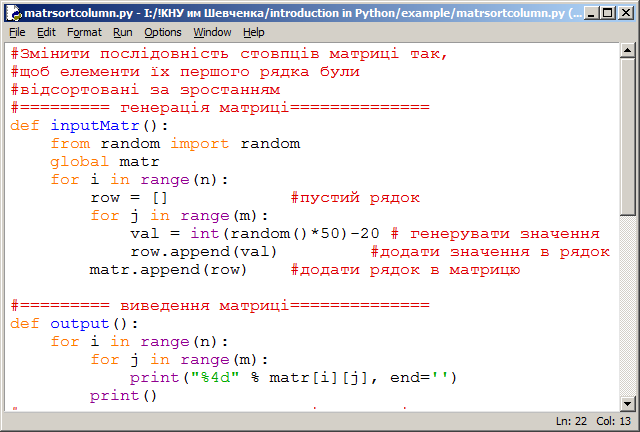 matrsortcolumn.py - I:/!КНУ им Шевченка/introduction in Python/example/matrsortcolumn.py (...
File Edit Format Run Options Window Help
#Змінити послідовність стовпців матриці так,
#щоб елементи їх першого рядка були
#відсортовані за зростанням
#========= генерація матриці==============
def inputMatr():
    from random import random
    global matr
    for i in range(n):
        row = []            #пустий рядок
        for j in range(m):
            val = int(random()*50)-20 # генерувати значення
            row.append(val)         #додати значення в рядок
        matr.append(row)    #додати рядок в матрицю
#========= виведення матриці==============
def output():
    for i in range(n):
        for j in range(m):
            print("%4d" % matr[i][j], end='')
        print()
Ln: 22 Col: 13